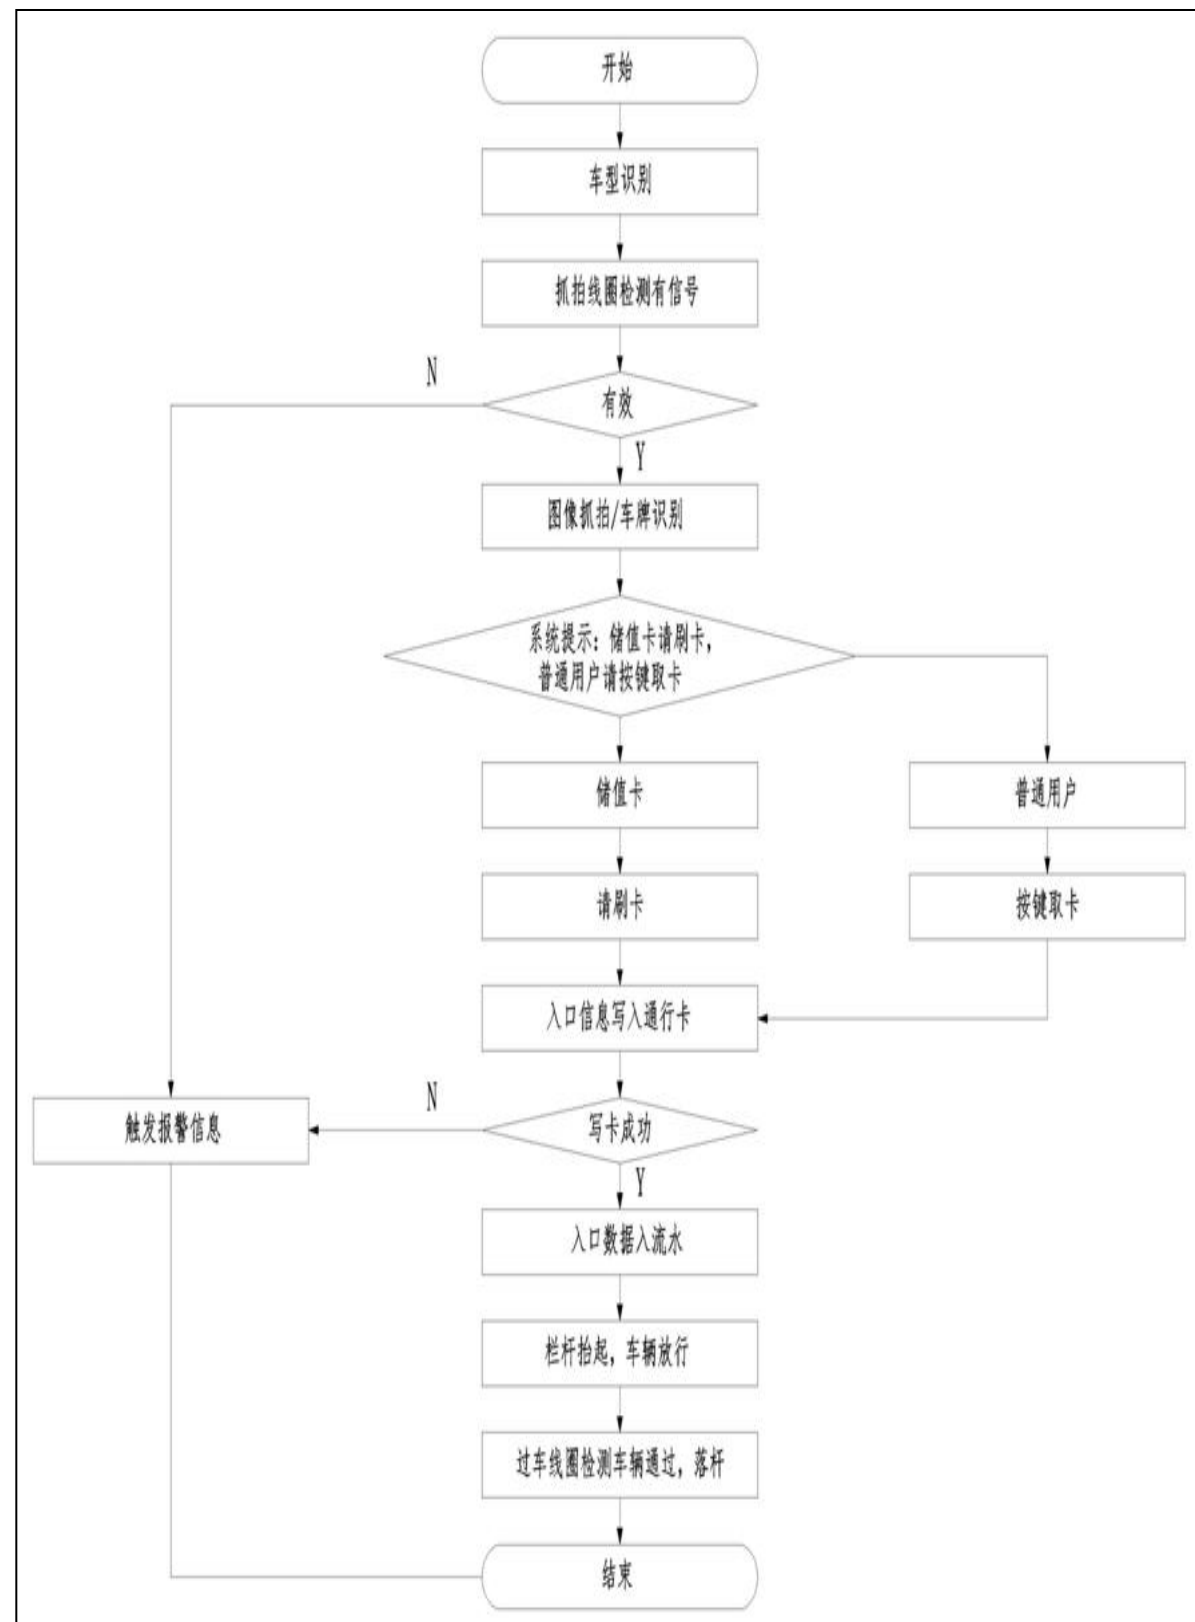 开始
车型识别
抓拍线圈检测有信号
N
有效
Y
图像抓拍/车牌识别
系统提示：储值卡请刷卡，
普通用户请按键取卡
储值卡
普通用户
请刷卡
按键取卡
入口信息写入通行卡
N
触发报警信息
写卡成功
Y
入口数据入流水
栏杆抬起，车辆放行
过车线圈检测车辆通过，落杆
结束